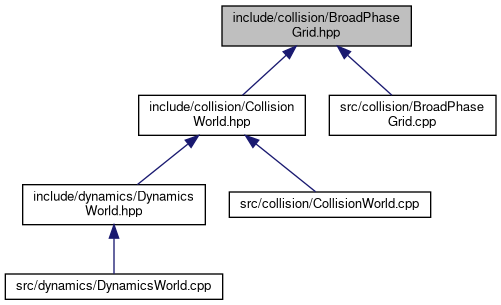 include/collision/BroadPhase
Grid.hpp
include/collision/Collision
World.hpp
src/collision/BroadPhase
Grid.cpp
include/dynamics/Dynamics
World.hpp
src/collision/CollisionWorld.cpp
src/dynamics/DynamicsWorld.cpp